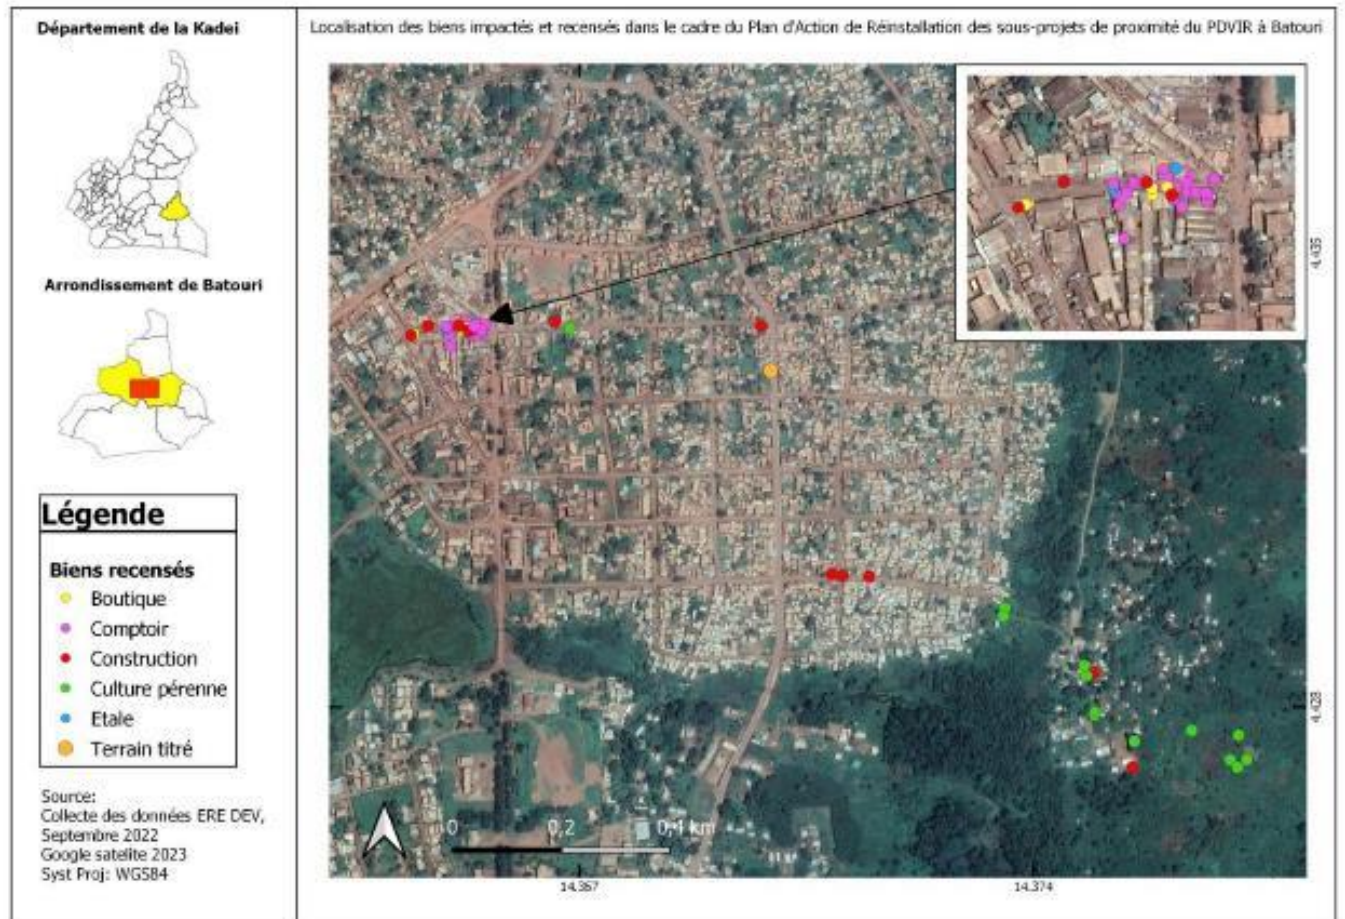 Département de la Kadei
Localisation des biens impactés et recensés dans le cadre du Plan d'Action de Réinstallation des sous-projets de proximité du PDVIR à Batouri
Arrondissement de Batouri
Légende
Biens recensés
Boutique
Comptoir
Construction
Culture pérenne
Etale
Terrain titré
Source:
Collecte des données ERE DEV,
Septembre 2022
Google satelite 2023
Syst Proj: WGS84
4.435
4.428
0 0,2 0,4 km
14.367 14.374